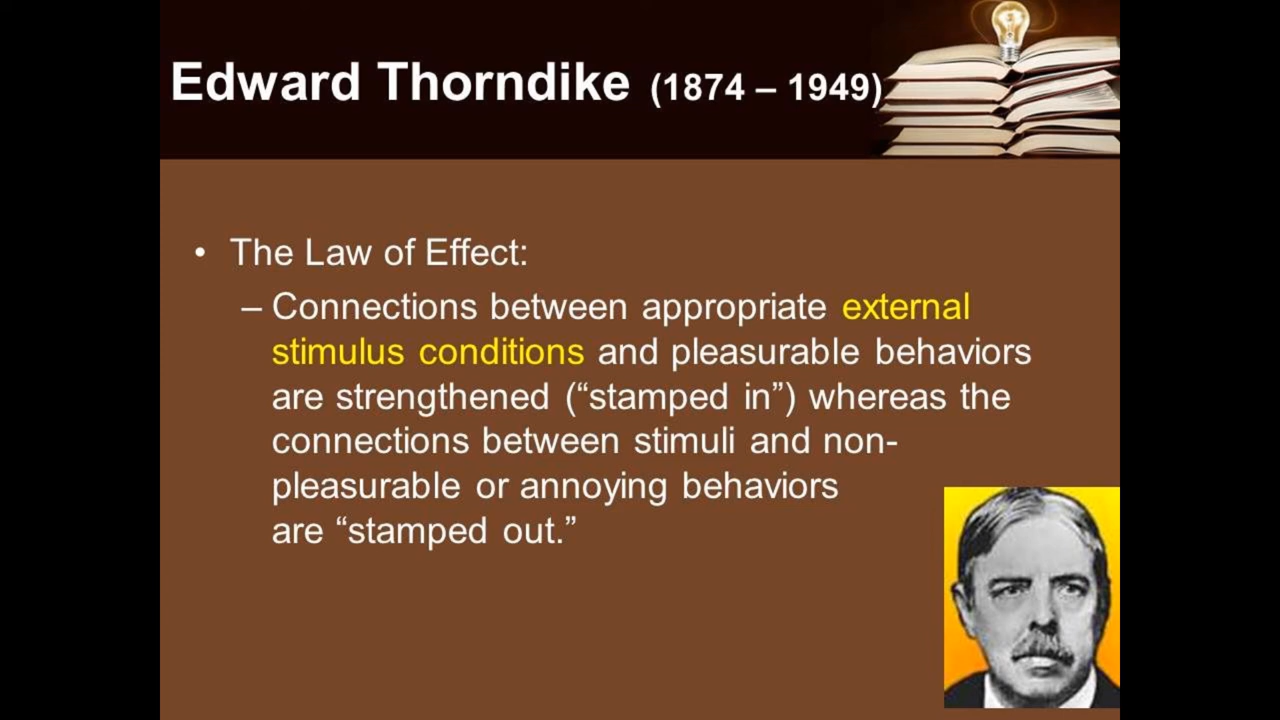 Edward Thorndike (1874 – 1949)
• The Law of Effect:
– Connections between appropriate external
stimulus conditions and pleasurable behaviors
are strengthened (“stamped in”) whereas the
connections between stimuli and non-
pleasurable or annoying behaviors
are “stamped out.”